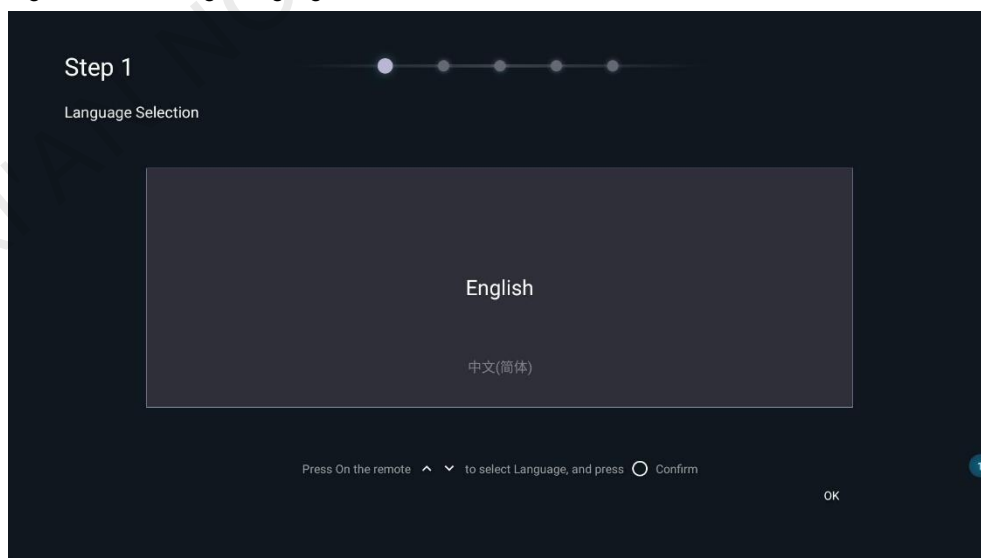 Step 1
Language Selection
English
中文(简体)
Press On the remote to select Language, and press Confirm
OK